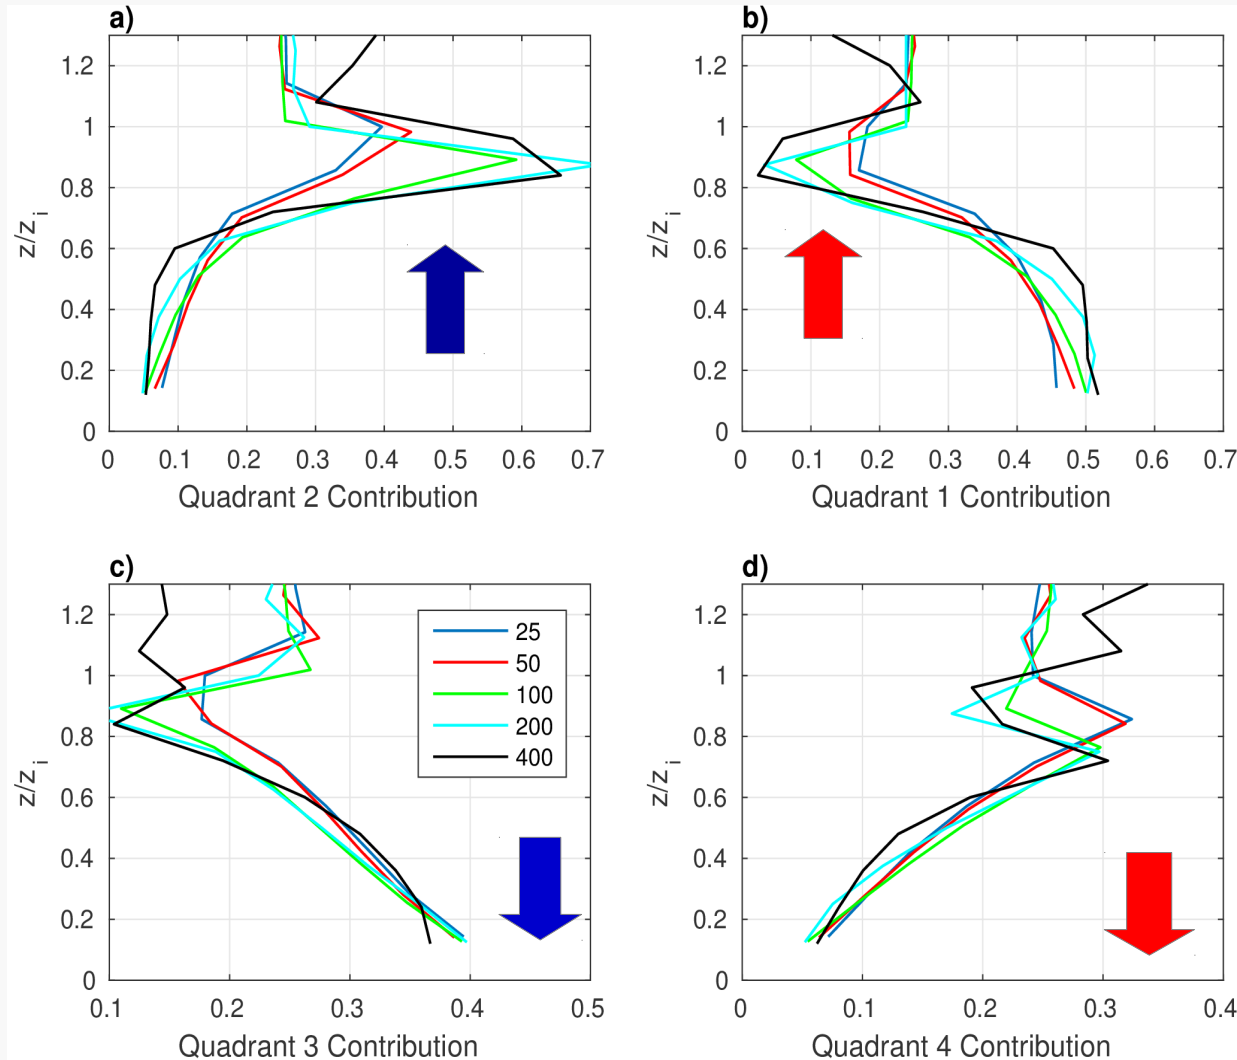 a)
1.2
1
0.8
0.6
0.4
0.2
0
z/z i
0 0.1 0.2 0.3 0.4 0.5 0.6 0.7
Quadrant 2 Contribution
b)
1.2
1
0.8
0.6
0.4
0.2
0
z/z i
0 0.1 0.2 0.3 0.4 0.5 0.6 0.7
Quadrant 1 Contribution
c)
1.2
1
0.8
0.6
0.4
0.2
0
z/z i
25
50
100
200
400
0.1 0.2 0.3 0.4 0.5
Quadrant 3 Contribution
d)
1.2
1
0.8
0.6
0.4
0.2
0
z/z i
0 0.1 0.2 0.3 0.4
Quadrant 4 Contribution